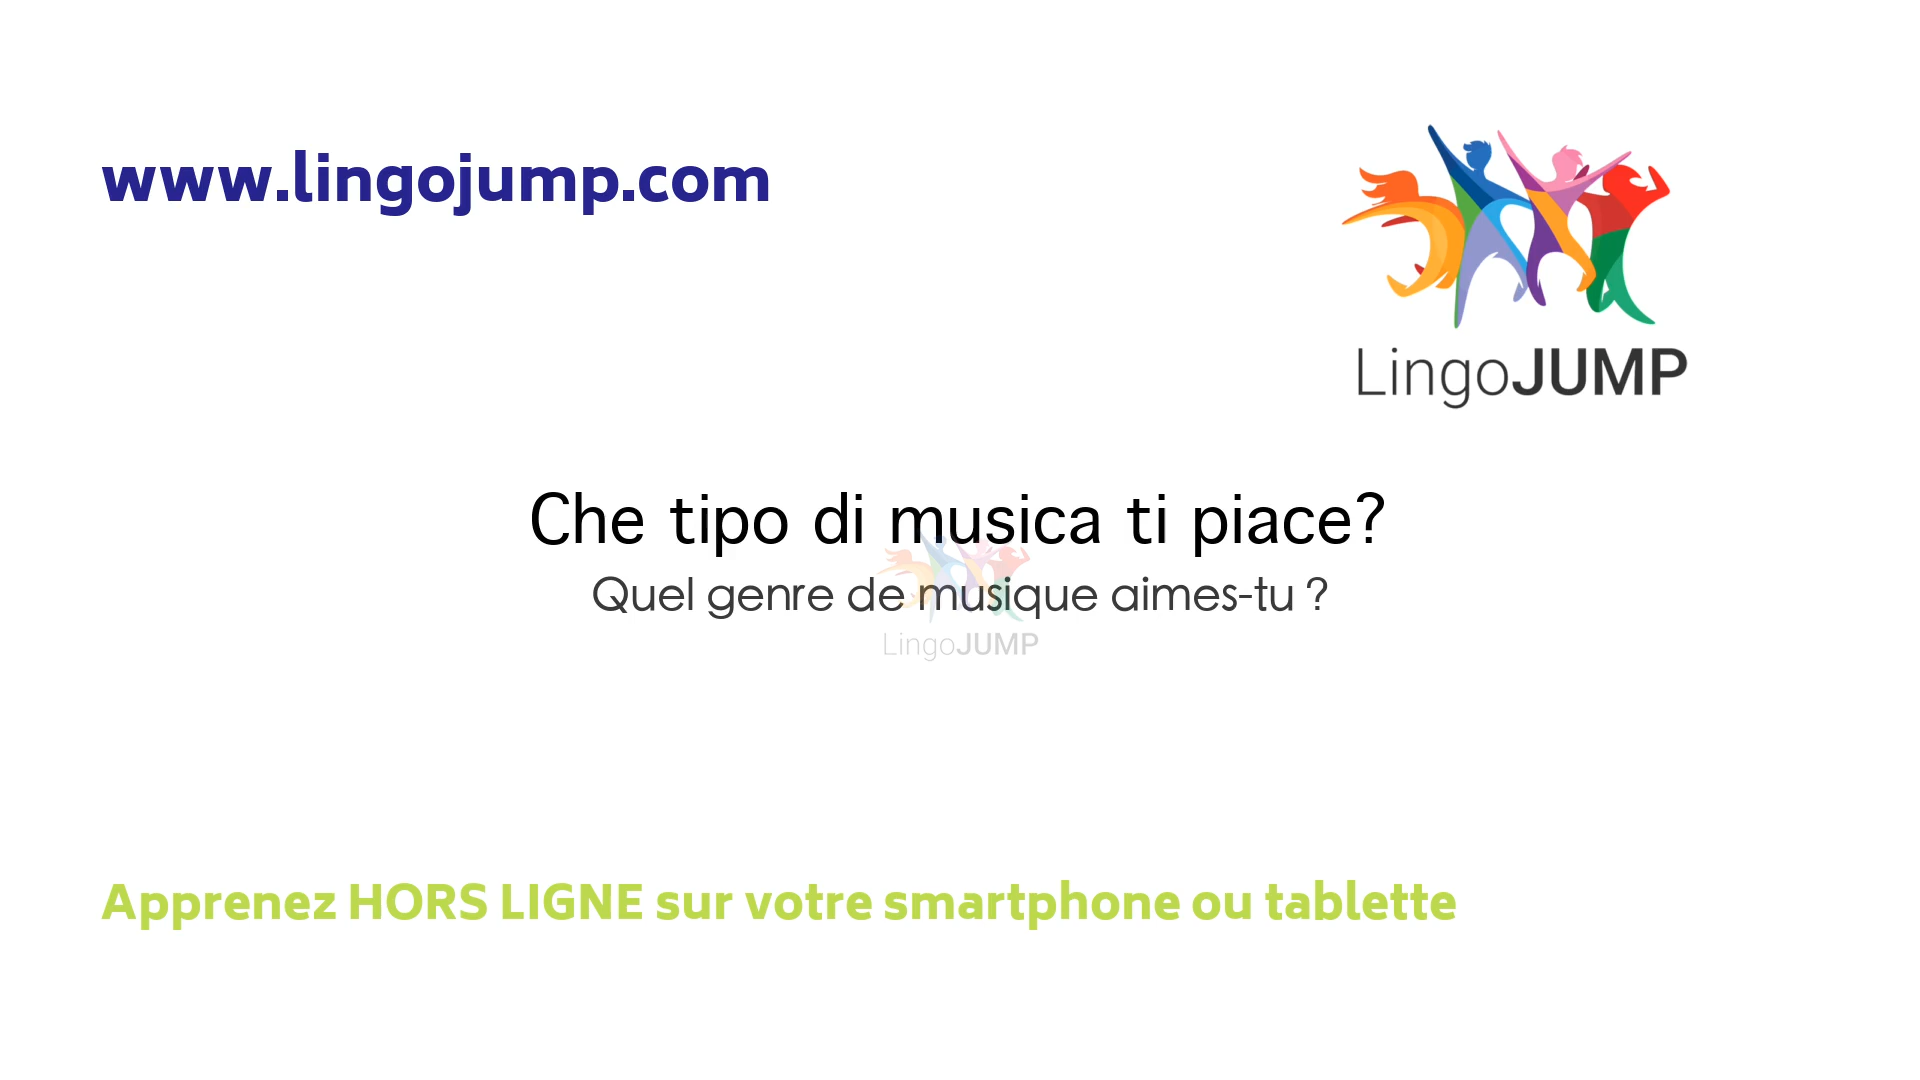 www.lingojump.com
LingoJUMP
Che tipo di musica ti piace?
Quel genre de musique aimes-tu ?
LingoJUMP
Apprenez HORS LIGNE sur votre smartphone ou tablette